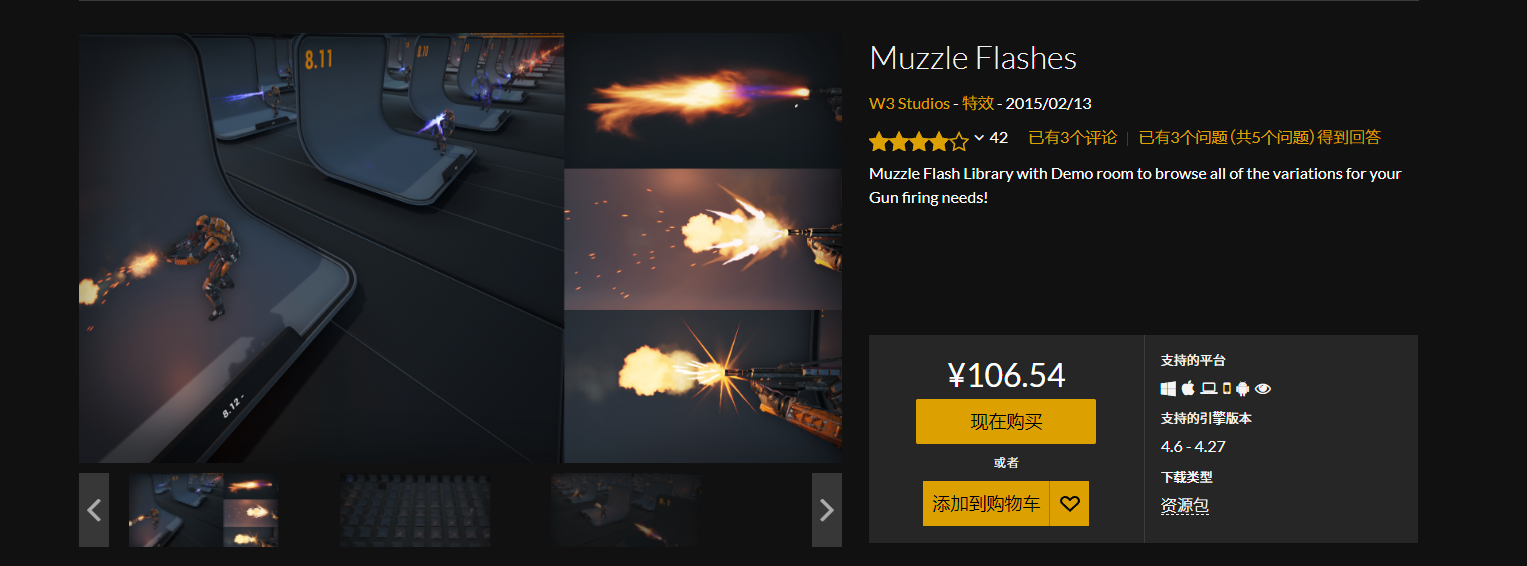 8.11
8.10
8.12 -
Muzzle Flashes
W3 Studios - 特效 - 2015/02/13
42 已有3个评论 已有3个问题 (共5个问题) 得到回答
Muzzle Flash Library with Demo room to browse all of the variations for your
Gun firing needs!
¥106.54
现在购买
或者
添加到购物车
支持的平台
支持的引擎版本
4.6 - 4.27
下载类型
资源包